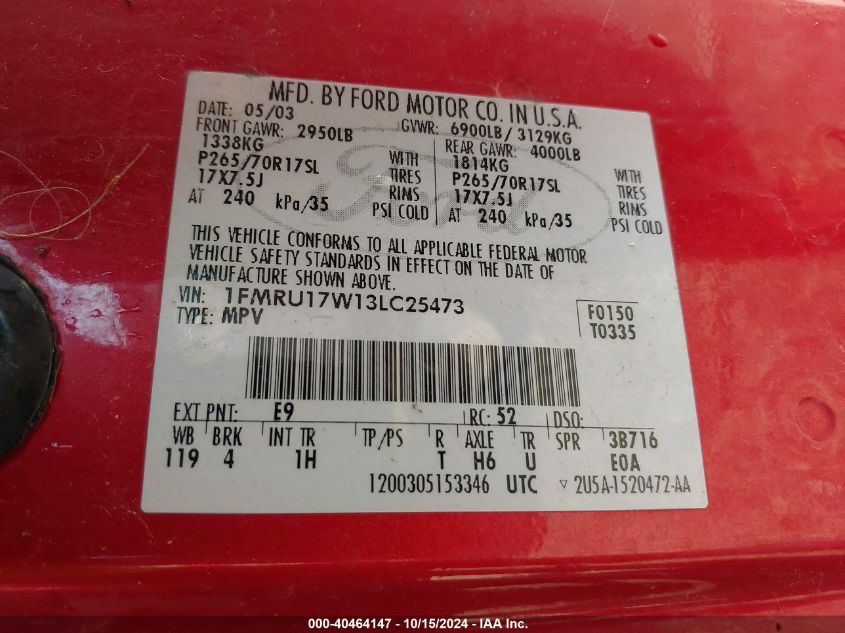 MFD. BY FORD MOTOR CO. IN U.S.A.
DATE: 05/03 GVWR: 6900LB/ 3129KG
FRONT GAWR: 2950LB REAR GAWR: 4000LB
1338KG WITH 1814KG WITH
P265/70R17SL TIRES P265/70R17SL TIRES
17X7.5J RIMS 17X7.5J RIMS
AT 240 kPa/35 PSI COLD AT 240 kPa/35 PSI COLD
Ford
THIS VEHICLE CONFORMS TO ALL APPLICABLE FEDERAL MOTOR
VEHICLE SAFETY STANDARDS IN EFFECT ON THE DATE OF
MANUFACTURE SHOWN ABOVE.
VIN: 1FMRU17W13LC25473 F0150
TYPE: MPV T0335
EXT PNT: E9 RC: 52 DSO:
WB BRK INT TR TP/PS R AXLE TR SPR 3B716
119 4 1H T H6 U E0A
1200305153346 UTC ▽ 2U5A-1520472-AA
000-40464147 - 10/15/2024 - IAA Inc.